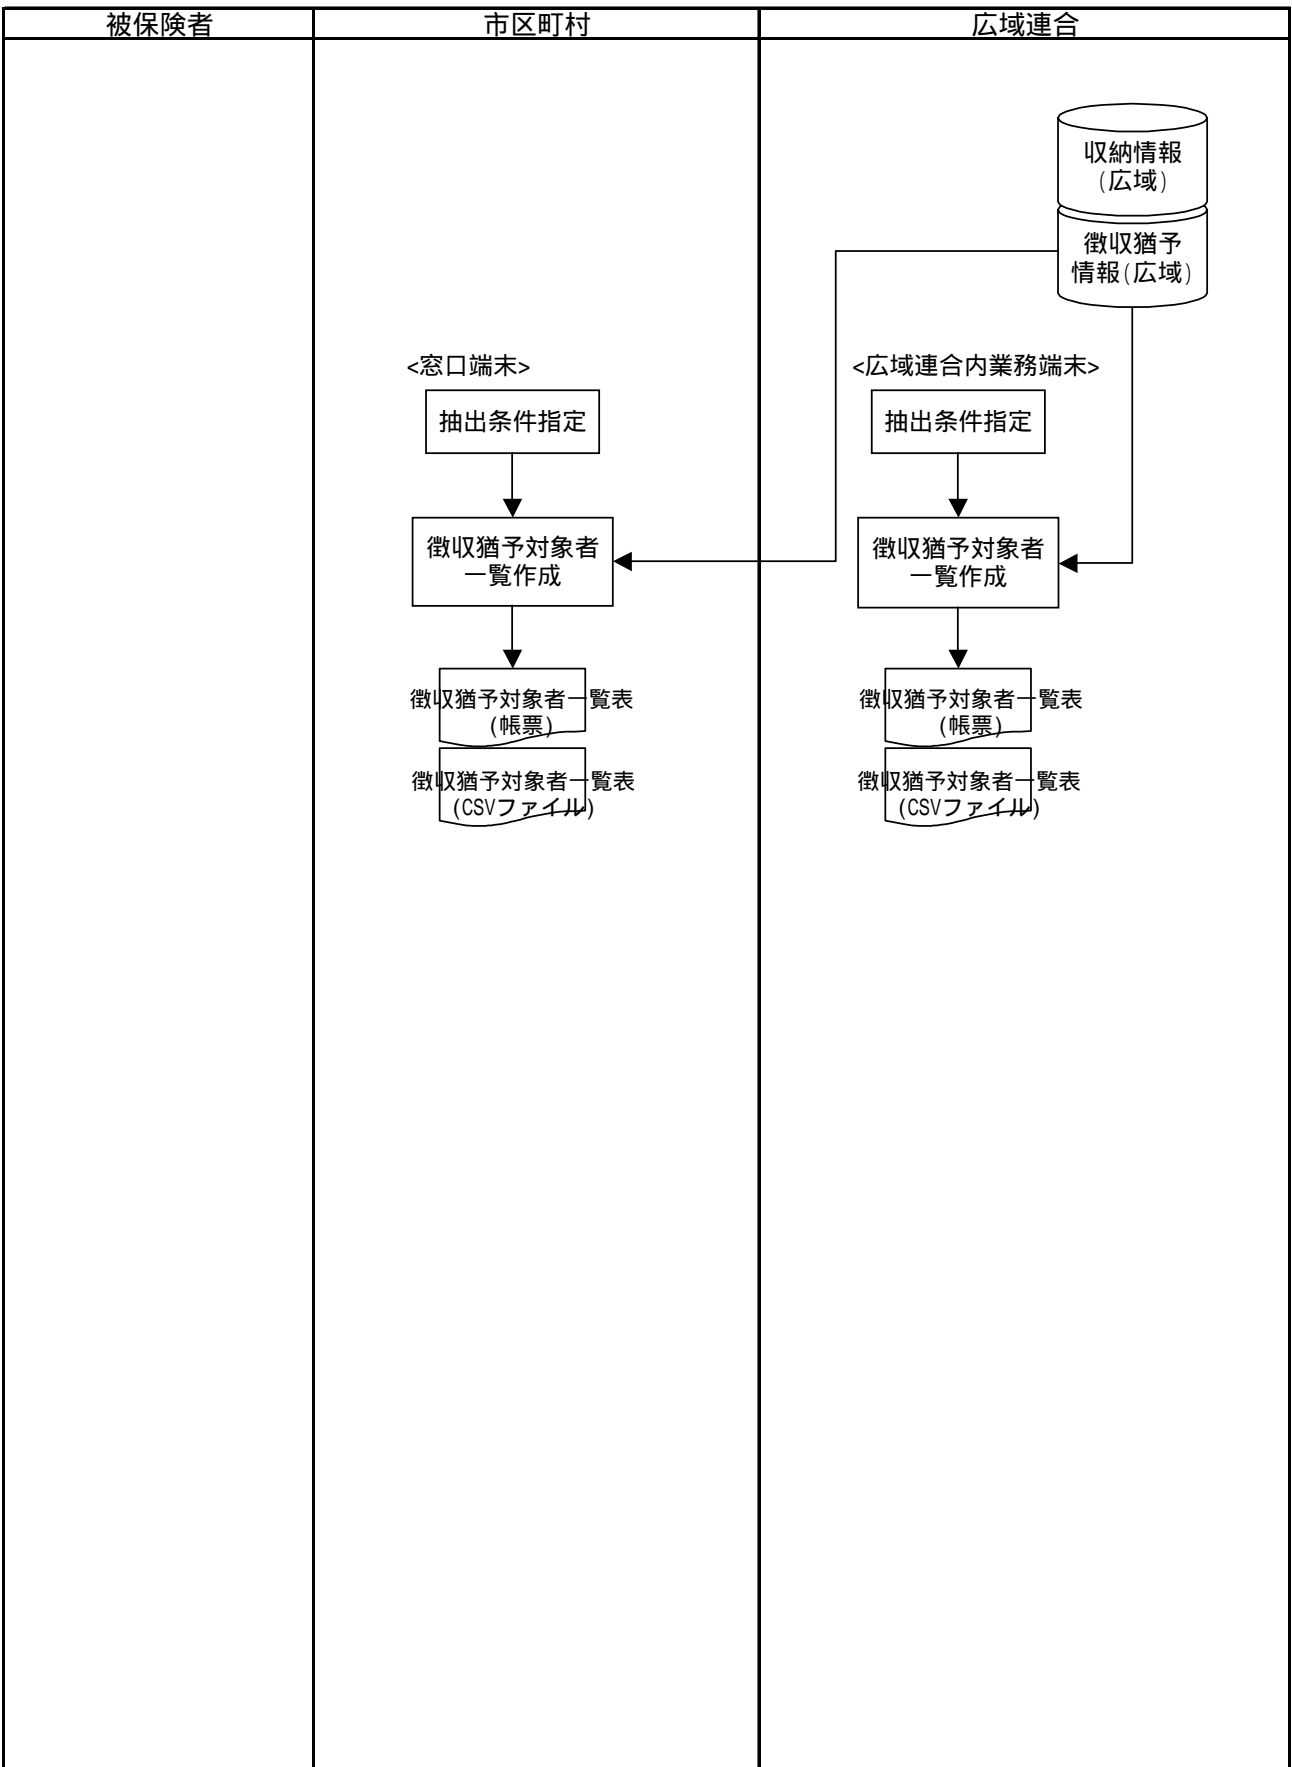 被保険者
市区町村
広域連合
収納情報
(広域)
徴収猶予
情報(広域)
<窓口端末>
抽出条件指定
徴収猶予対象者
一覧作成
徴収猶予対象者一覧表
(帳票)
徴収猶予対象者一覧表
(CSVファイル)
<広域連合内業務端末>
抽出条件指定
徴収猶予対象者
一覧作成
徴収猶予対象者一覧表
(帳票)
徴収猶予対象者一覧表
(CSVファイル)